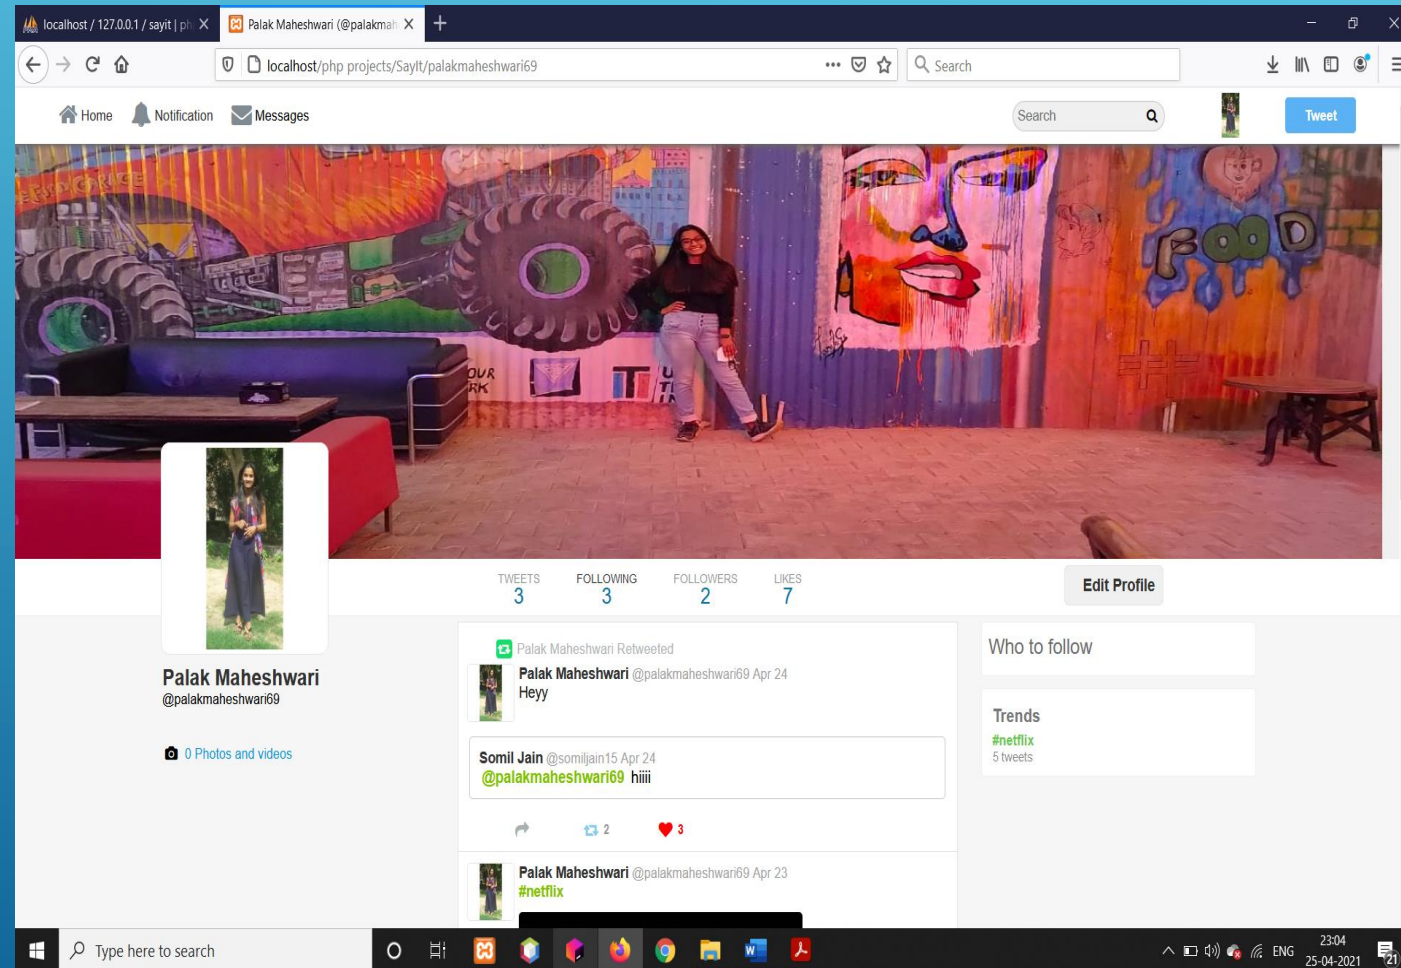 localhost / 127.0.0.1 / sayit | ph
Palak Maheshwari (@palakmah
localhost/php projects/SayIt/palakmaheshwari69
Search
Home Notification Messages
Search
Tweet
FOOD
OUR
TWEETS FOLLOWING FOLLOWERS LIKES
3 3 2 7
Edit Profile
Palak Maheshwari
@palakmaheshwari69
0 Photos and videos
Palak Maheshwari Retweeted
Palak Maheshwari @palakmaheshwari69 Apr 24
Heyy
Somil Jain @somiljain15 Apr 24
@palakmaheshwari69 hiiii
2 3
Palak Maheshwari @palakmaheshwari69 Apr 23
#netflix
Who to follow
Trends
#netflix
5 tweets
Type here to search
ENG
23:04
25-04-2021
21